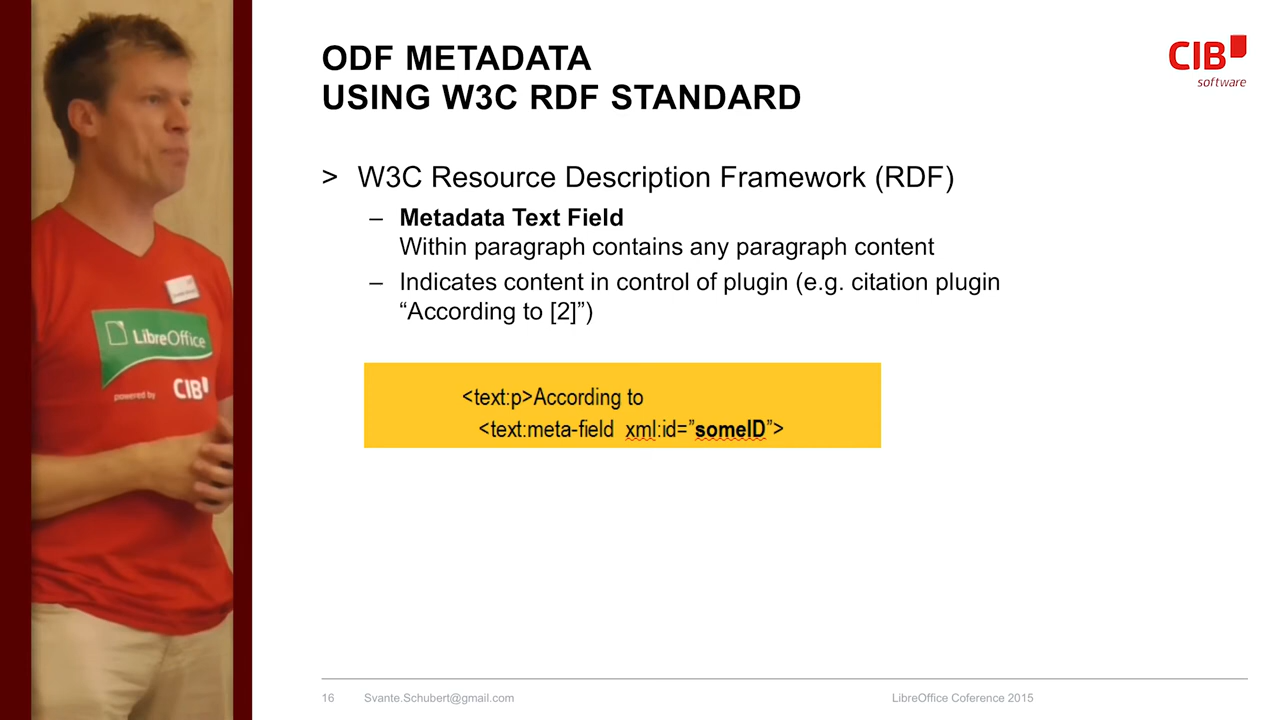 ODF METADATA
USING W3C RDF STANDARD
CIB
software
> W3C Resource Description Framework (RDF)
– Metadata Text Field
Within paragraph contains any paragraph content
– Indicates content in control of plugin (e.g. citation plugin
“According to [2]”)
<text:p>According to
<text:meta-field xml:id=”someID”>
LibreOffice
powered by CIB
16 Svante.Schubert@gmail.com LibreOffice Coference 2015